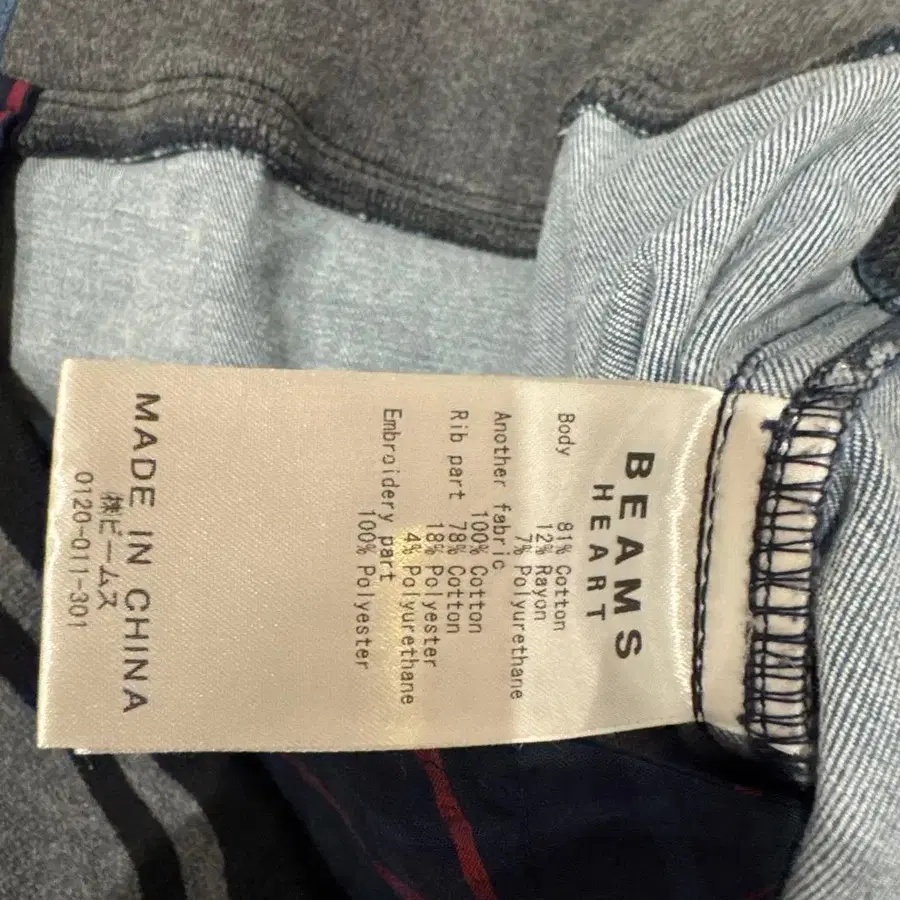 BEAMS
HEART
Body
81% Cotton
12% Rayon
7% Polyurethane
Another fabric
100% Cotton
Rib part
78% Cotton
18% Polyester
4% Polyurethane
Embroidery part
100% Polyester
MADE IN CHINA
㈱ビームス
0120-011-301